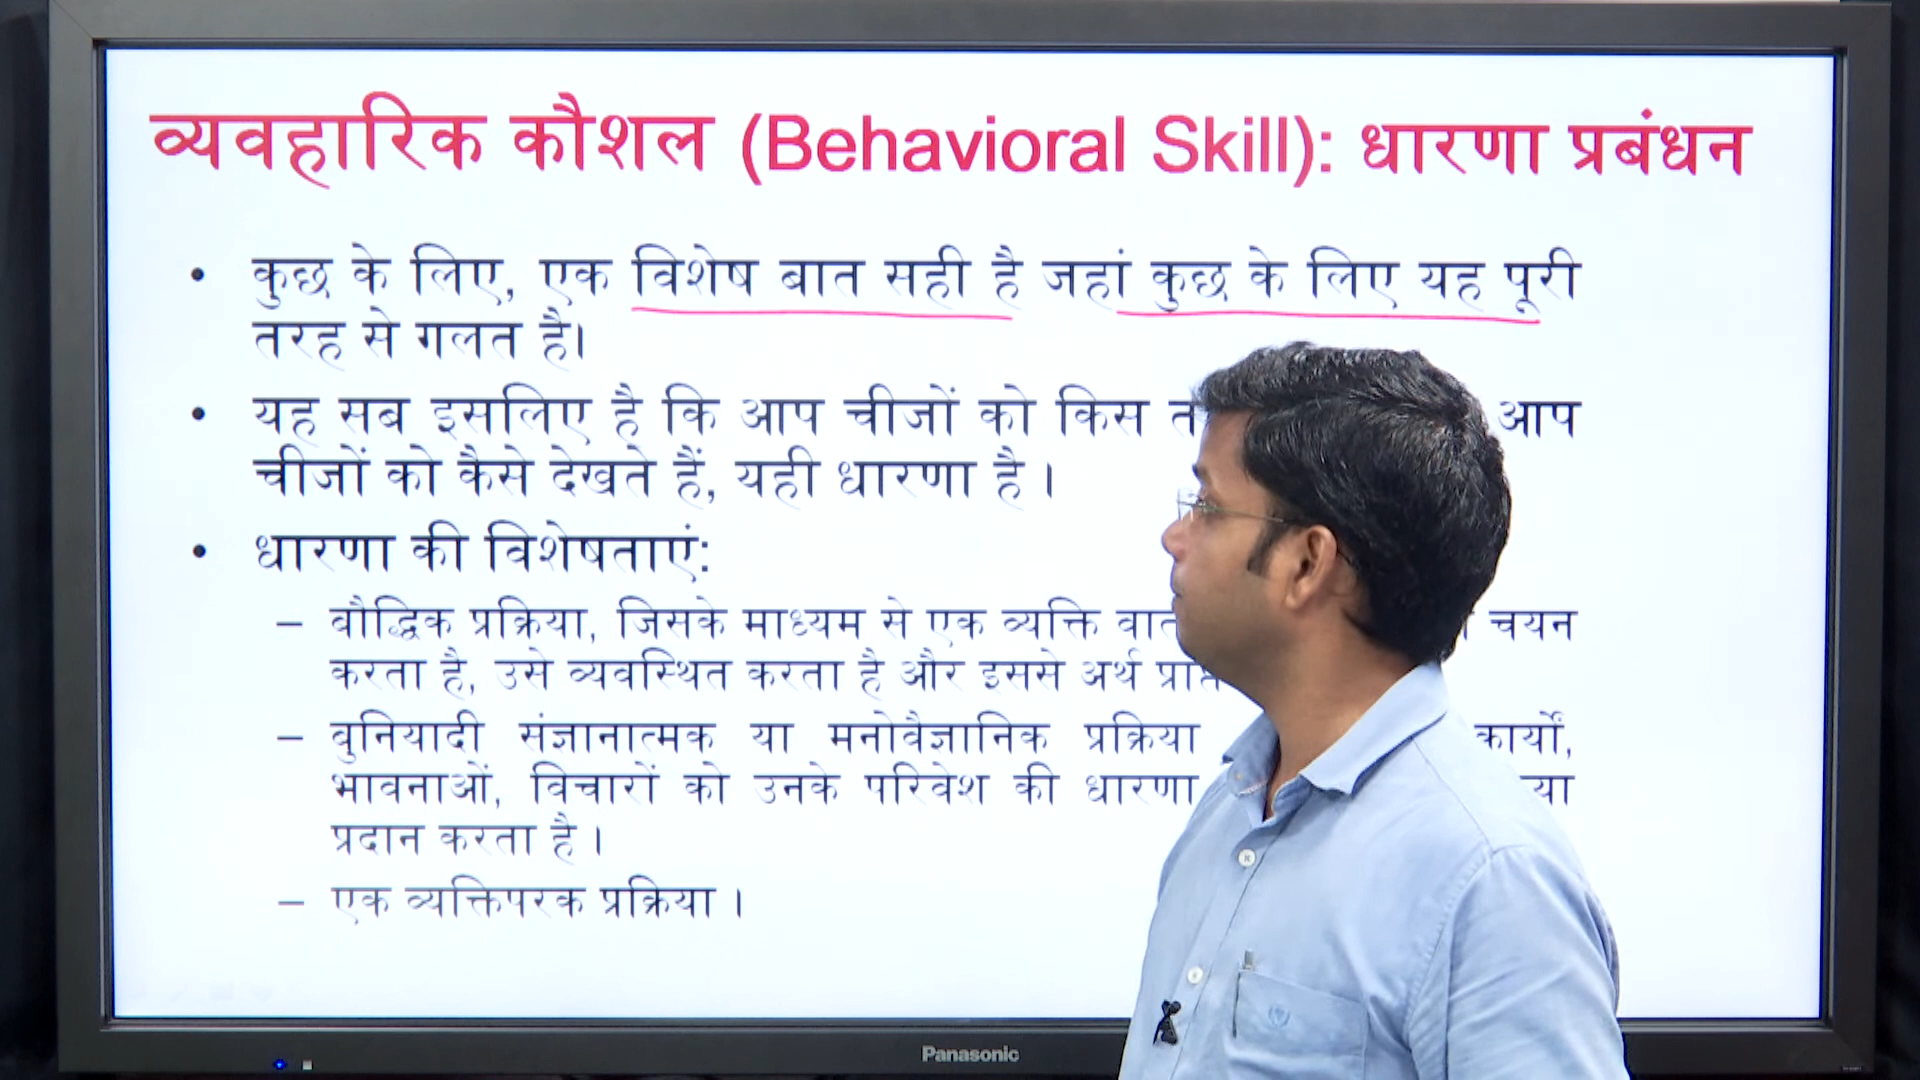 व्यवहारिक कौशल (Behavioral Skill): धारणा प्रबंधन
• कुछ के लिए, एक विशेष बात सही है जहां कुछ के लिए यह पूरी
तरह से गलत है।
• यह सब इसलिए है कि आप चीजों को किस आप
चीजों को कैसे देखते हैं, यही धारणा है ।
• धारणा की विशेषताएं:
– बौद्धिक प्रक्रिया, जिसके माध्यम से एक व्यक्ति चयन
करता है, उसे व्यवस्थित करता है और इससे अर्थ
– बुनियादी संज्ञानात्मक या मनोवैज्ञानिक प्रक्रिया कार्यों,
भावनाओं, विचारों को उनके परिवेश की धारणा
प्रदान करता है ।
– एक व्यक्तिपरक प्रक्रिया ।
Panasonic